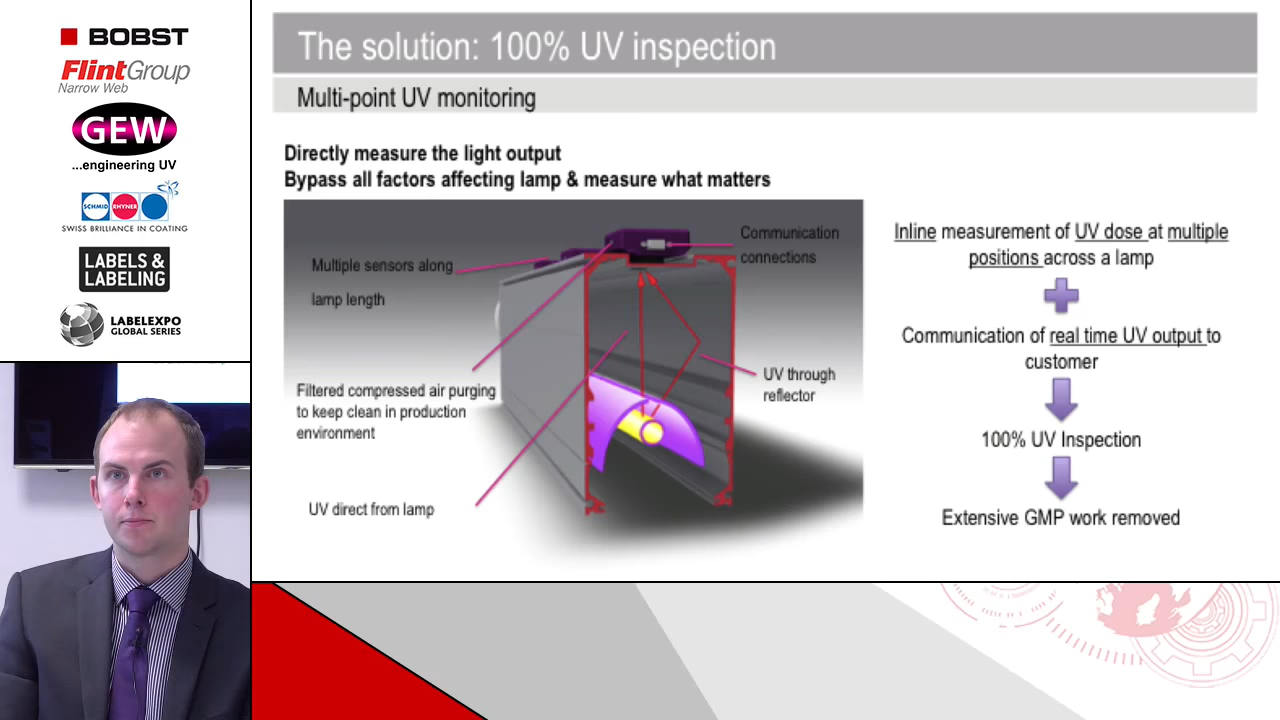 BOBST
FlintGroup
Narrow Web
GEW
...engineering UV
SCHMID
RHYNER
SWISS BRILLIANCE IN COATING
LABELS &
LABELING
LABELEXPO
GLOBAL SERIES
The solution: 100% UV inspection
Multi-point UV monitoring
Directly measure the light output
Bypass all factors affecting lamp & measure what matters
Multiple sensors along
lamp length
Communication
connections
Filtered compressed air purging
to keep clean in production
environment
UV through
reflector
UV direct from lamp
Inline measurement of UV dose at multiple
positions across a lamp
Communication of real time UV output to
customer
100% UV Inspection
Extensive GMP work removed